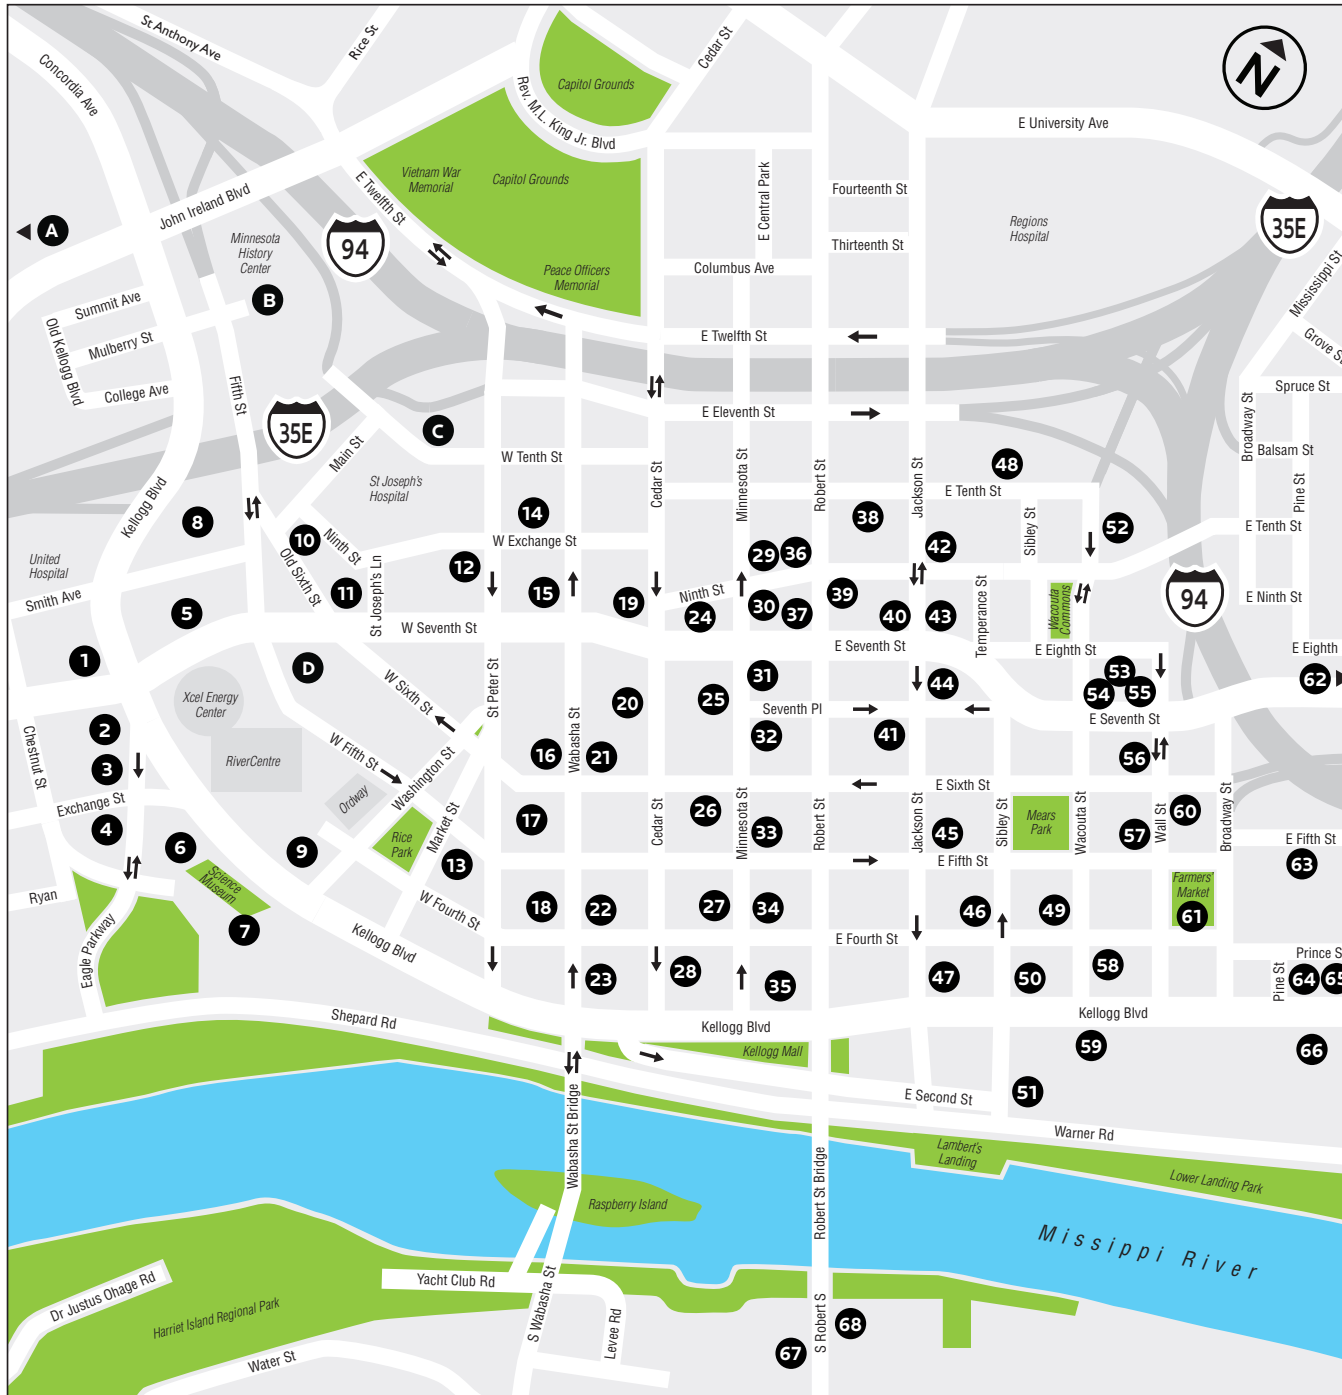 St Anthony Ave
Rice St
Cedar St
N
Concordia Ave
Capitol Grounds
Rev. M.L. King Jr. Blvd
E University Ave
John Ireland Blvd
Vietnam War
Memorial
Capitol Grounds
E Twelfth St
E Central Park
Fourteenth St
Thirteenth St
Regions
Hospital
35E
A
Minnesota
History
Center
94
Mississippi St
Peace Officers
Memorial
Columbus Ave
B
Summit Ave
Old Kellogg Blvd
Mulberry St
College Ave
E Twelfth St
Grove St
Fifth St
Spruce St
35E
C
E Eleventh St
Broadway St
Balsam St
Main St
W Tenth St
St Joseph's
Hospital
Cedar St
Minnesota St
Robert St
Jackson St
48
E Tenth St
Pine St
Kellogg Blvd
8
14
38
Sibley St
52
E Tenth St
10
Ninth St
W Exchange St
42
29
36
United
Hospital
12
Old Sixth St
11
St Joseph's Ln
15
19
Ninth St
24
30
37
39
40
43
Temperance St
Wacouta
Commons
94
E Ninth St
Smith Ave
5
W Seventh St
E Seventh St
E Eighth St
E Eighth
1
D
W Sixth St
St Peter St
31
44
53
54
55
62
Xcel Energy
Center
20
25
Seventh Pl
E Seventh St
2
Chestnut St
W Fifth St
Wabasha St
32
41
56
RiverCentre
16
21
3
Washington St
E Sixth St
Exchange St
Ordway
4
Market St
17
Cedar St
26
Minnesota St
33
Robert St
Jackson St
45
Sibley St
Mears
Park
Wacouta St
57
Wall St
60
Broadway St
6
9
Rice
Park
13
E Fifth St
E Fifth St
63
Science
Museum
Ryan
Farmers'
Market
61
7
W Fourth St
18
22
27
34
46
49
Kellogg Blvd
E Fourth St
Eagle Parkway
Prince S
23
28
35
47
50
58
Pine St
64
65
Shepard Rd
Kellogg Blvd
Kellogg Blvd
Kellogg Mall
59
66
Wabasha St Bridge
E Second St
51
Warner Rd
Robert St Bridge
Lambert's
Landing
Lower Landing Park
Raspberry Island
Mississippi River
Dr Justus Ohage Rd
Yacht Club Rd
S Wabasha St
Harriet Island Regional Park
Levee Rd
S Robert S
68
67
Water St